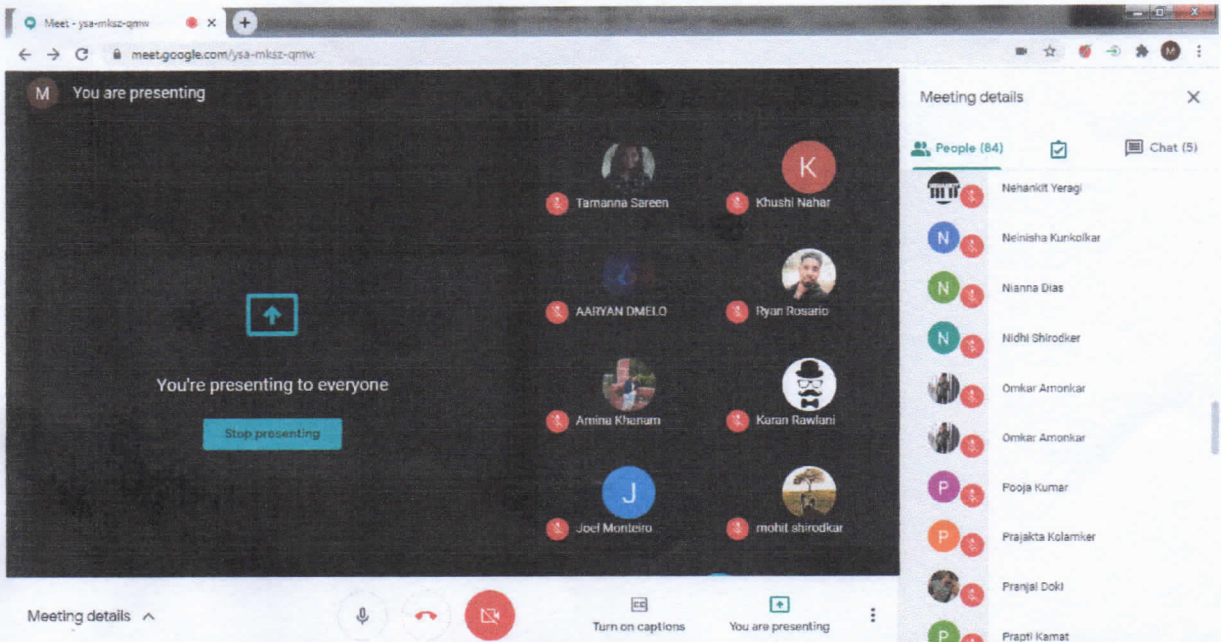 Meet - ysa-mksz-qmw
meet.google.com/ysa-mksz-qmw
M
M You are presenting
You're presenting to everyone
Stop presenting
Tamanna Sareen
K
Khushi Nahar
AARYAN DMELO
Ryan Rosario
Amina Khanam
Karan Rawlani
J
Joel Monteiro
mohit shirodkar
Meeting details
People (84)
Chat (5)
Nehankit Yeragi
N Neinisha Kunkolkar
N Nianna Dias
N Nidhi Shirodker
Omkar Amonkar
Omkar Amonkar
P Pooja Kumar
P Prajakta Kolamker
Pranjal Doki
P Prapti Kamat
Meeting details
CC
Turn on captions
You are presenting